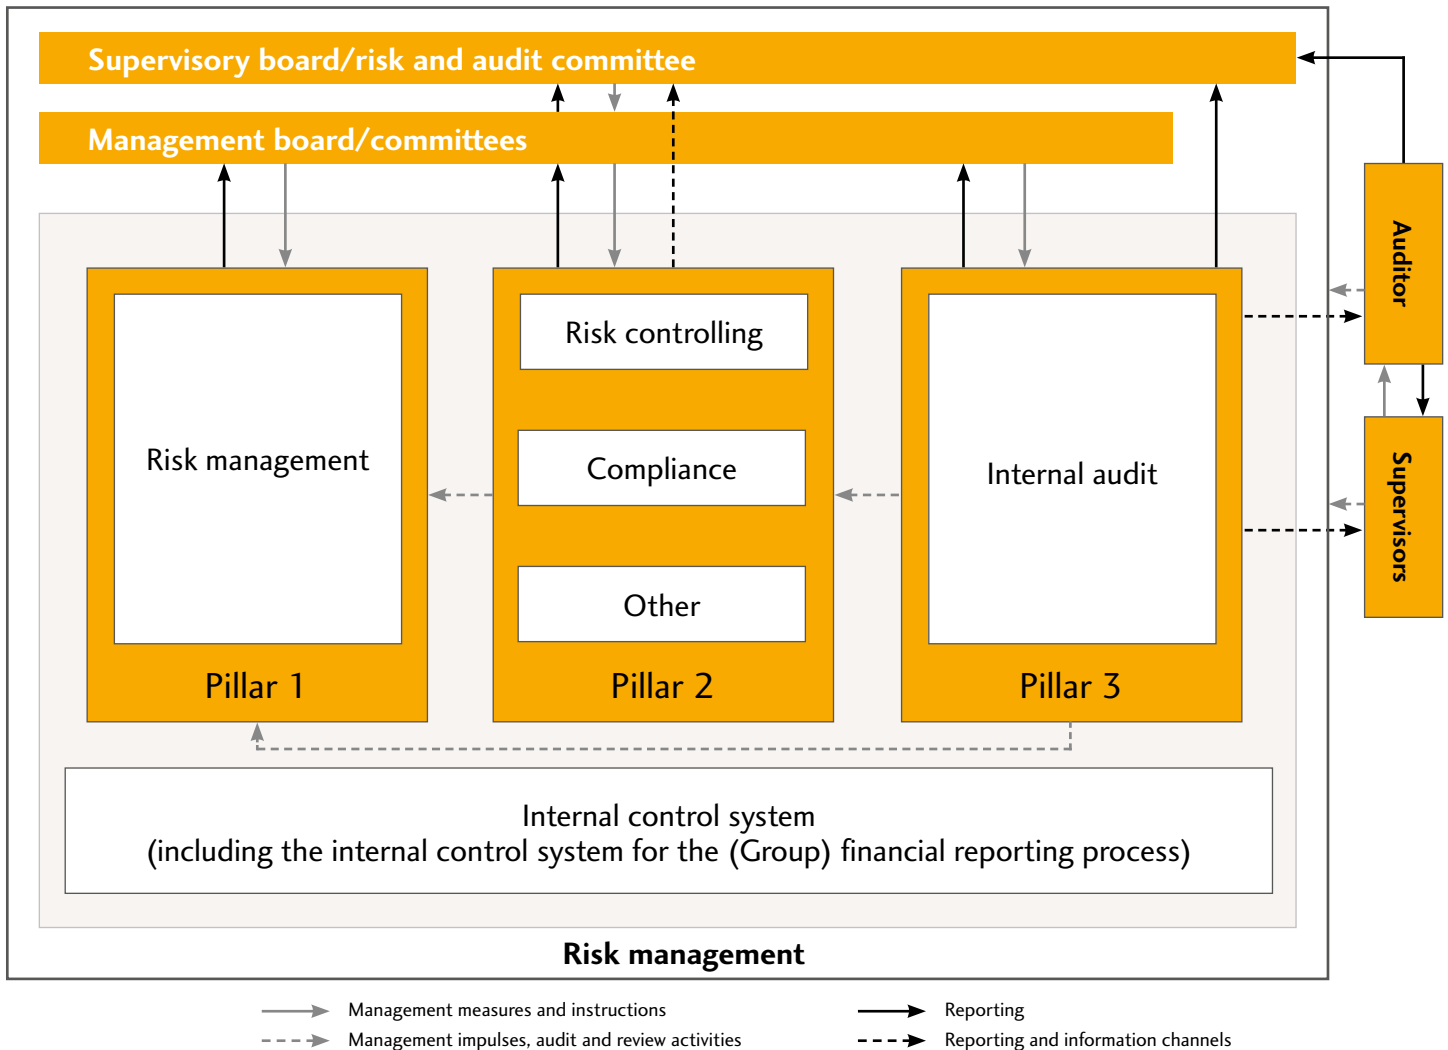 Supervisory board/risk and audit committee
Management board/committees
Auditor
Supervisors
Risk management
Pillar 1
Risk controlling
Compliance
Other
Pillar 2
Internal audit
Pillar 3
Internal control system
(including the internal control system for the (Group) financial reporting process)
Risk management
Management measures and instructions
Management impulses, audit and review activities
Reporting
Reporting and information channels